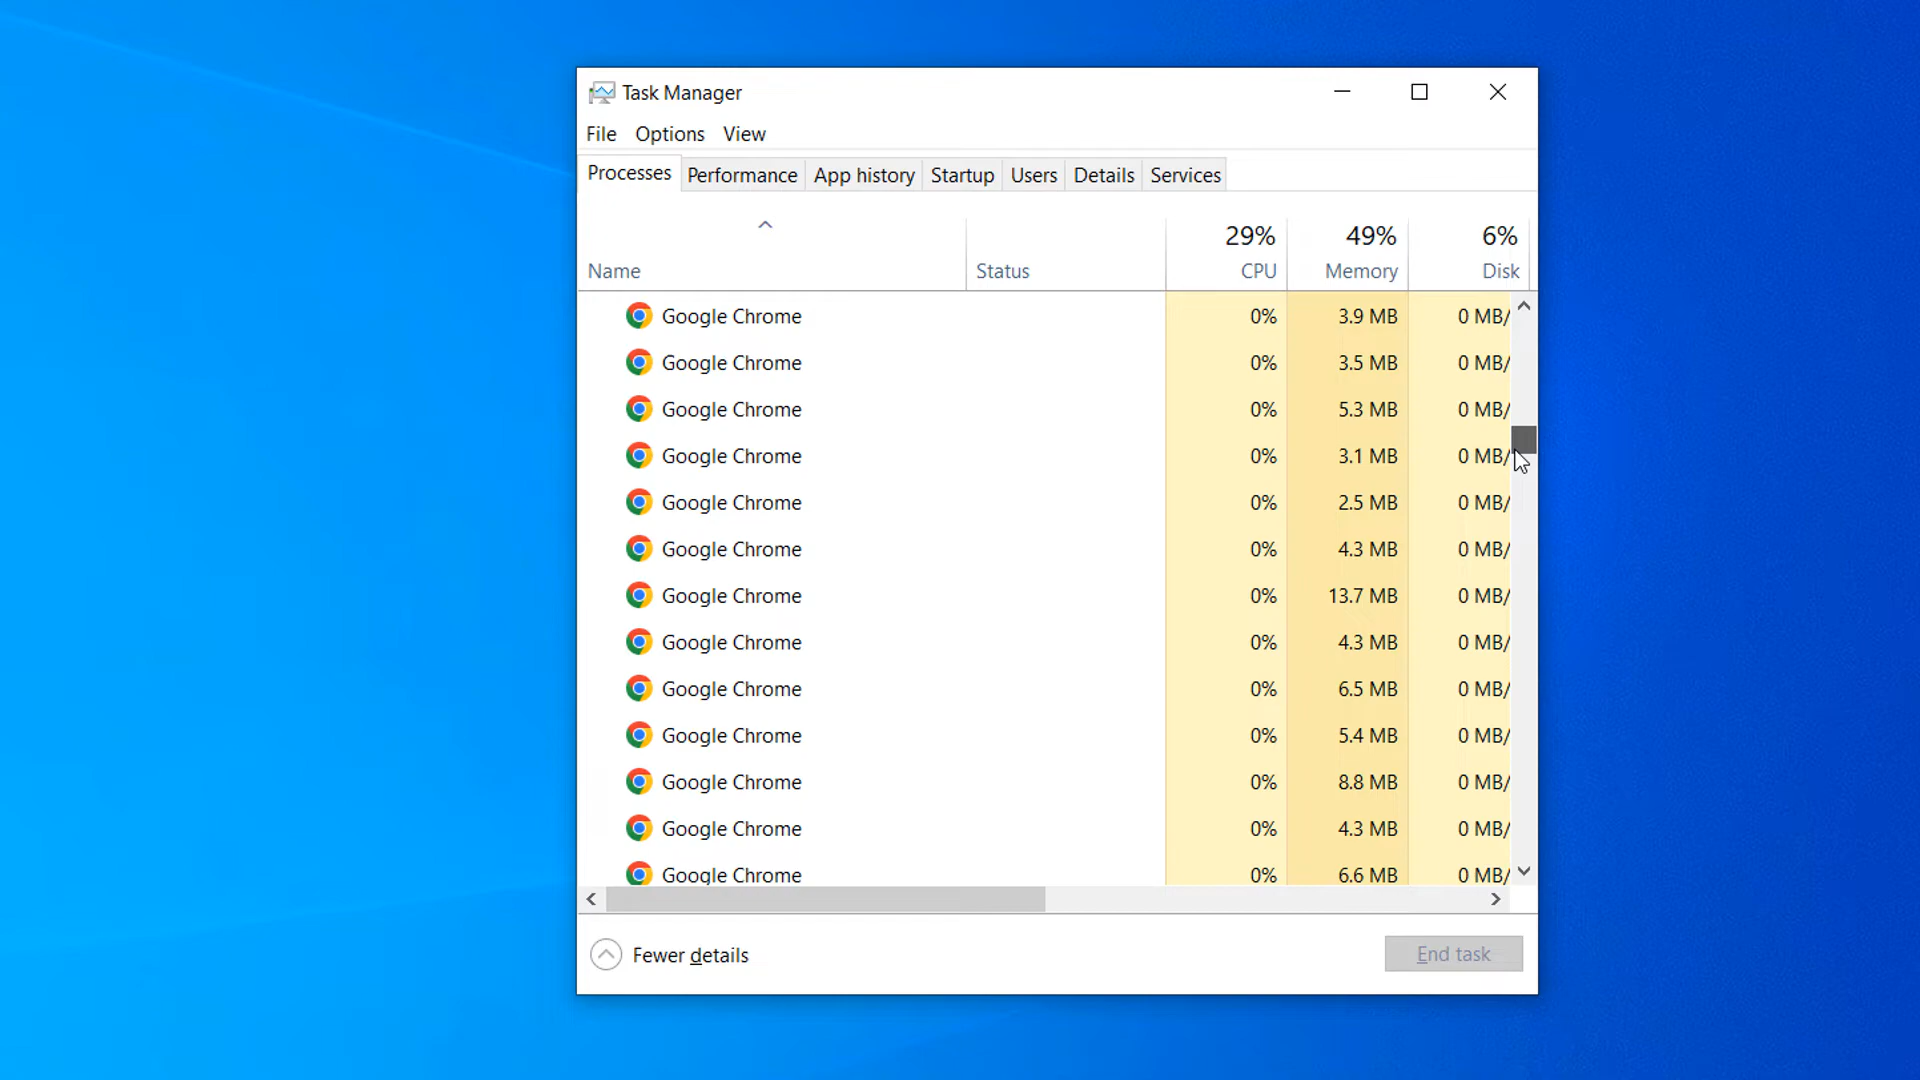 Task Manager
File Options View
Processes Performance App history Startup Users Details Services
29% 49% 6%
Name Status CPU Memory Disk
Google Chrome 0% 3.9 MB 0 MB/
Google Chrome 0% 3.5 MB 0 MB/
Google Chrome 0% 5.3 MB 0 MB/
Google Chrome 0% 3.1 MB 0 MB/
Google Chrome 0% 2.5 MB 0 MB/
Google Chrome 0% 4.3 MB 0 MB/
Google Chrome 0% 13.7 MB 0 MB/
Google Chrome 0% 4.3 MB 0 MB/
Google Chrome 0% 6.5 MB 0 MB/
Google Chrome 0% 5.4 MB 0 MB/
Google Chrome 0% 8.8 MB 0 MB/
Google Chrome 0% 4.3 MB 0 MB/
Google Chrome 0% 6.6 MB 0 MB/
Fewer details End task